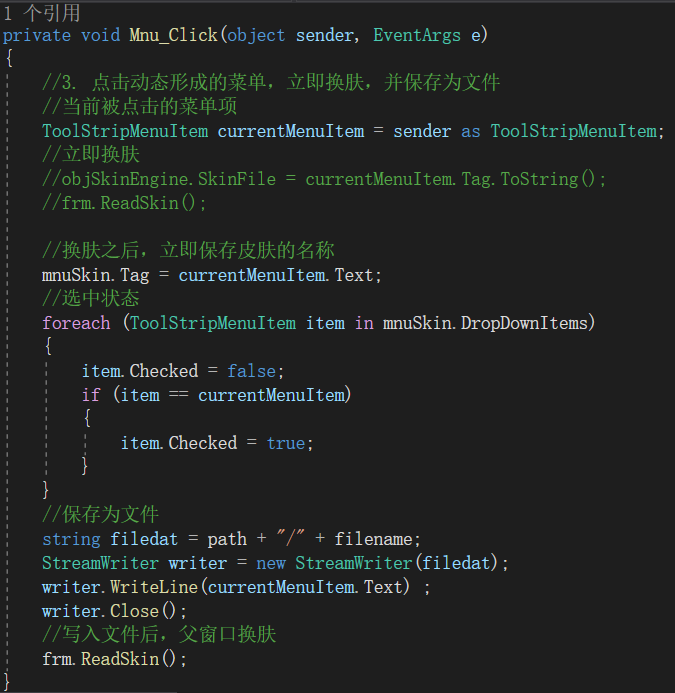 1 个引用
private void Mnu_Click(object sender, EventArgs e)
{
//3. 点击动态形成的菜单，立即换肤，并保存为文件
//当前被点击的菜单项
ToolStripMenuItem currentMenuItem = sender as ToolStripMenuItem;
//立即换肤
//objSkinEngine.SkinFile = currentMenuItem.Tag.ToString();
//frm.ReadSkin();
//换肤之后，立即保存皮肤的名称
mnuSkin.Tag = currentMenuItem.Text;
//选中状态
foreach (ToolStripMenuItem item in mnuSkin.DropDownItems)
{
item.Checked = false;
if (item == currentMenuItem)
{
item.Checked = true;
}
}
//保存为文件
string filedat = path + "/" + filename;
StreamWriter writer = new StreamWriter(filedat);
writer.WriteLine(currentMenuItem.Text) ;
writer.Close();
//写入文件后，父窗口换肤
frm.ReadSkin();
}